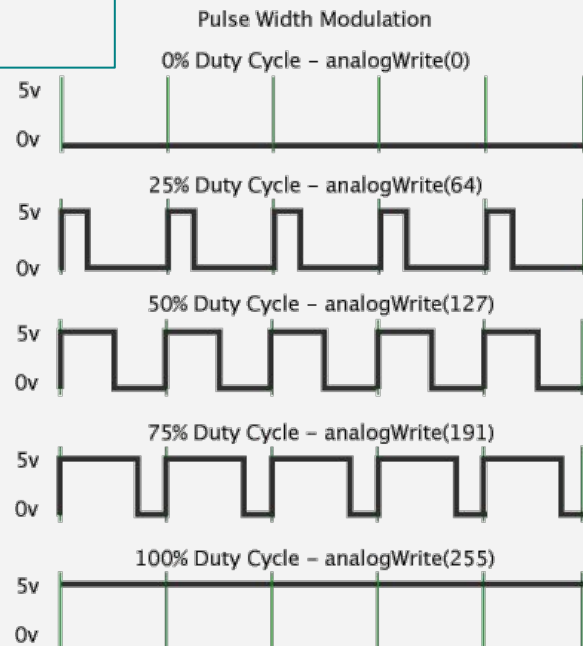 Pulse Width Modulation
0% Duty Cycle – analogWrite(0)
5v
0v
25% Duty Cycle – analogWrite(64)
5v
0v
50% Duty Cycle – analogWrite(127)
5v
0v
75% Duty Cycle – analogWrite(191)
5v
0v
100% Duty Cycle – analogWrite(255)
5v
0v